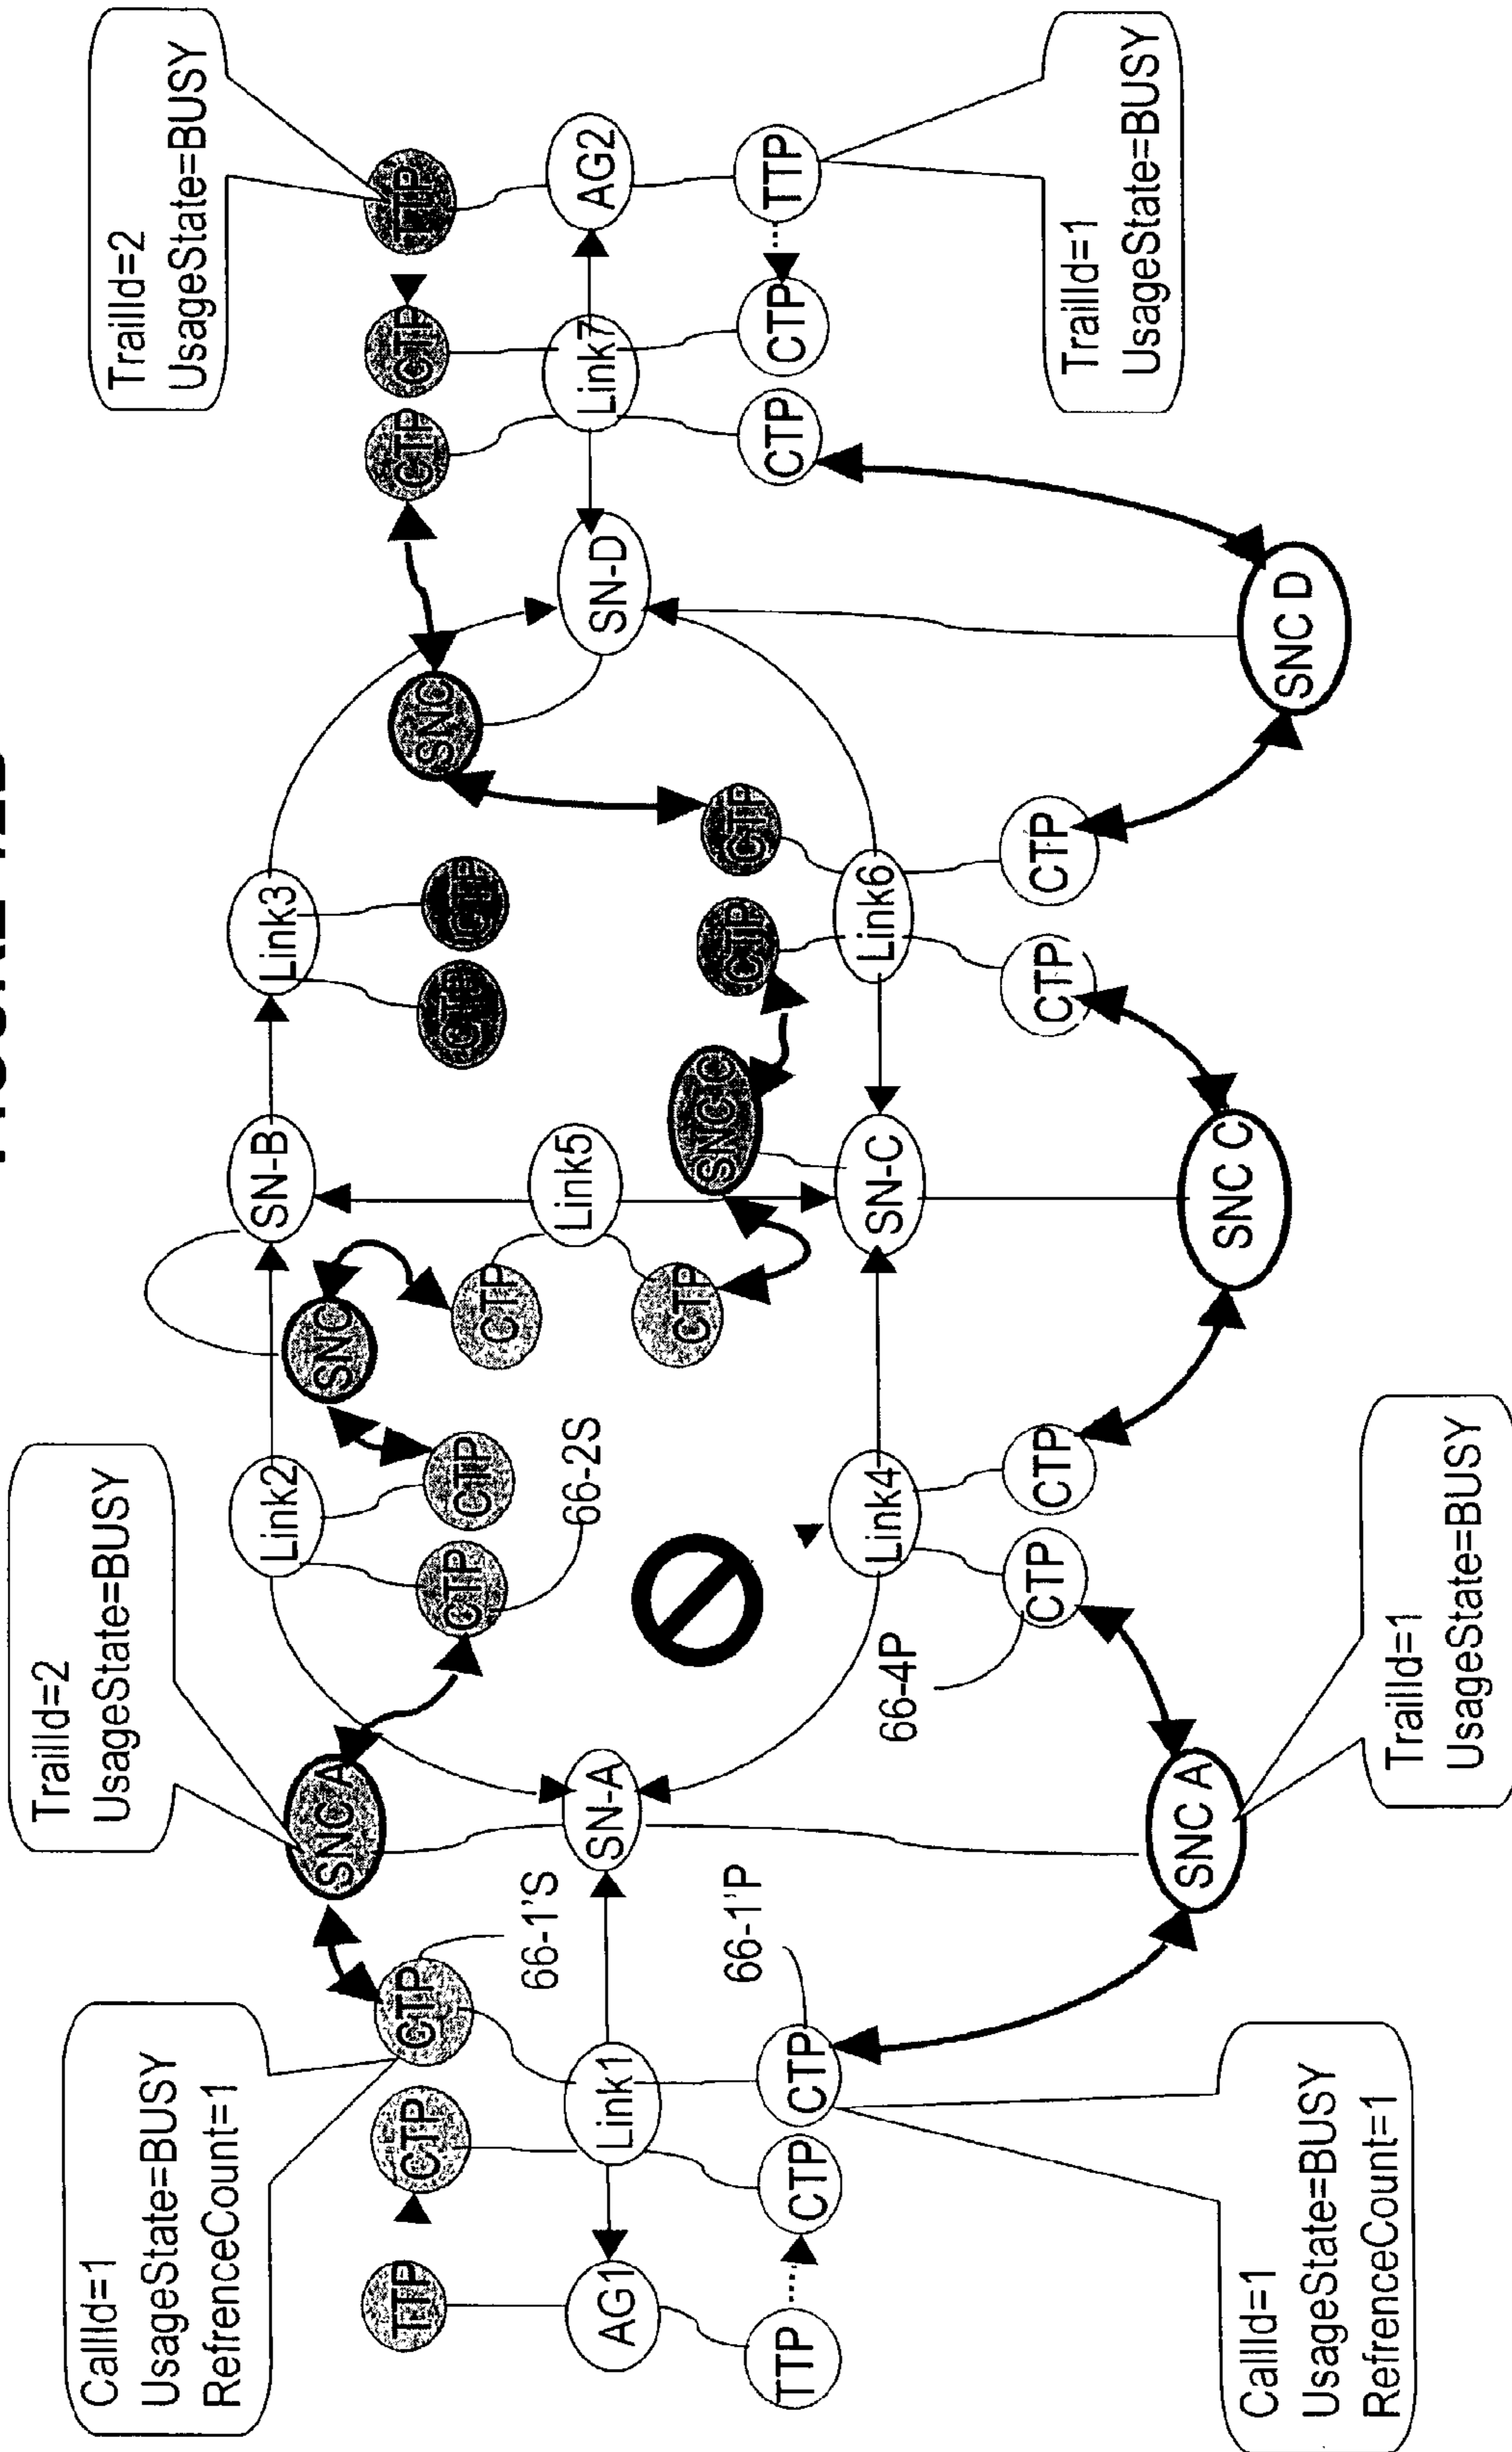 CallId=1
UsageState=BUSY
RefrenceCount=1
TrailId=2
UsageState=BUSY
TrailId=2
UsageState=BUSY
TTP
CTP
CTP
SNC A
Link2
CTP
CTP
66-2S
SNC
SN-B
Link3
CTP
CTP
SNC
CTP
CTP
TTP
66-1'S
AG1
Link1
SN-A
CTP
CTP
Link5
SNC C
CTP
CTP
SN-D
Link7
AG2
TTP
CTP
CTP
66-1'P
66-4P
Link4
SN-C
Link6
CTP
CTP
TTP
CTP
CTP
CTP
CTP
SNC A
SNC C
SNC D
CallId=1
UsageState=BUSY
RefrenceCount=1
TrailId=1
UsageState=BUSY
TrailId=1
UsageState=BUSY